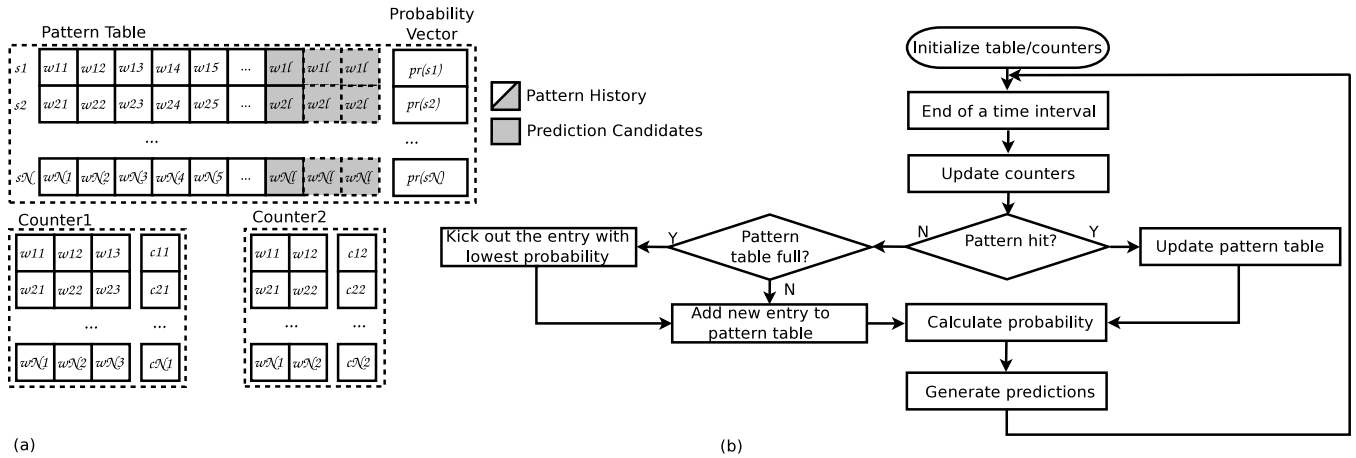 Pattern Table
Probability
Vector
s1 w11 w12 w13 w14 w15 ... w1l w1l w1l pr(s1)
s2 w21 w22 w23 w24 w25 ... w2l w2l w2l pr(s2)
... ...
sN wN1 wN2 wN3 wN4 wN5 ... wNl wNl wNl pr(sN)
Pattern History
Prediction Candidates
Counter1
w11 w12 w13 c11
w21 w22 w23 c21
... ...
wN1 wN2 wN3 cN1
Counter2
w11 w12 c12
w21 w22 c22
... ...
wN1 wN2 cN2
(a)
Initialize table/counters
End of a time interval
Update counters
Pattern hit?
N
Y
Update pattern table
Pattern
table full?
Y
N
Kick out the entry with
lowest probability
Add new entry to
pattern table
Calculate probability
Generate predictions
(b)